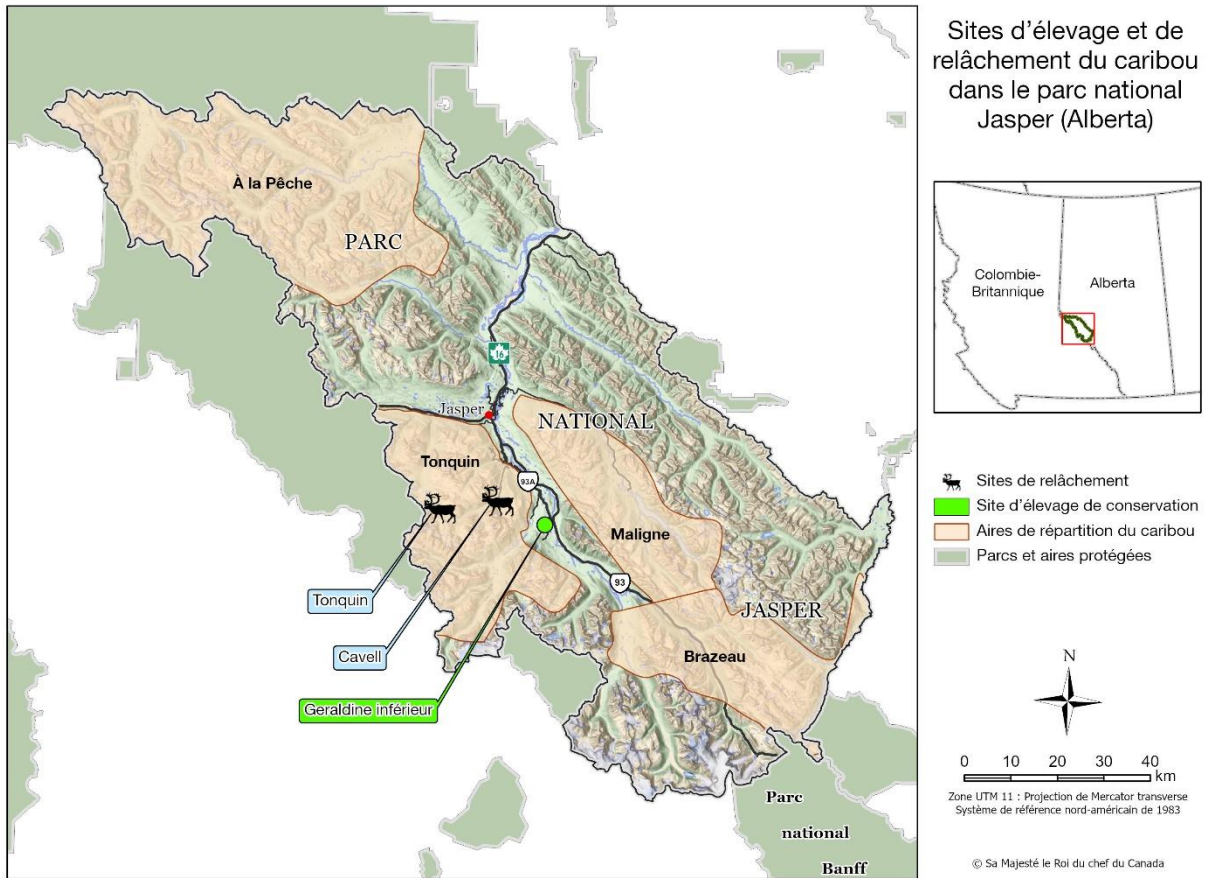 Sites d'élevage et de
relâchement du caribou
dans le parc national
Jasper (Alberta)
À la Pêche
PARC
16
Jasper
NATIONAL
Tonquin
93A
Maligne
93
JASPER
Brazeau
Tonquin
Cavell
Geraldine inférieur
Parc
national
Banff
Colombie-
Britannique
Alberta
Sites de relâchement
Site d'élevage de conservation
Aires de répartition du caribou
Parcs et aires protégées
N
0 10 20 30 40
km
Zone UTM 11 : Projection de Mercator transverse
Système de référence nord-américain de 1983
© Sa Majesté le Roi du chef du Canada